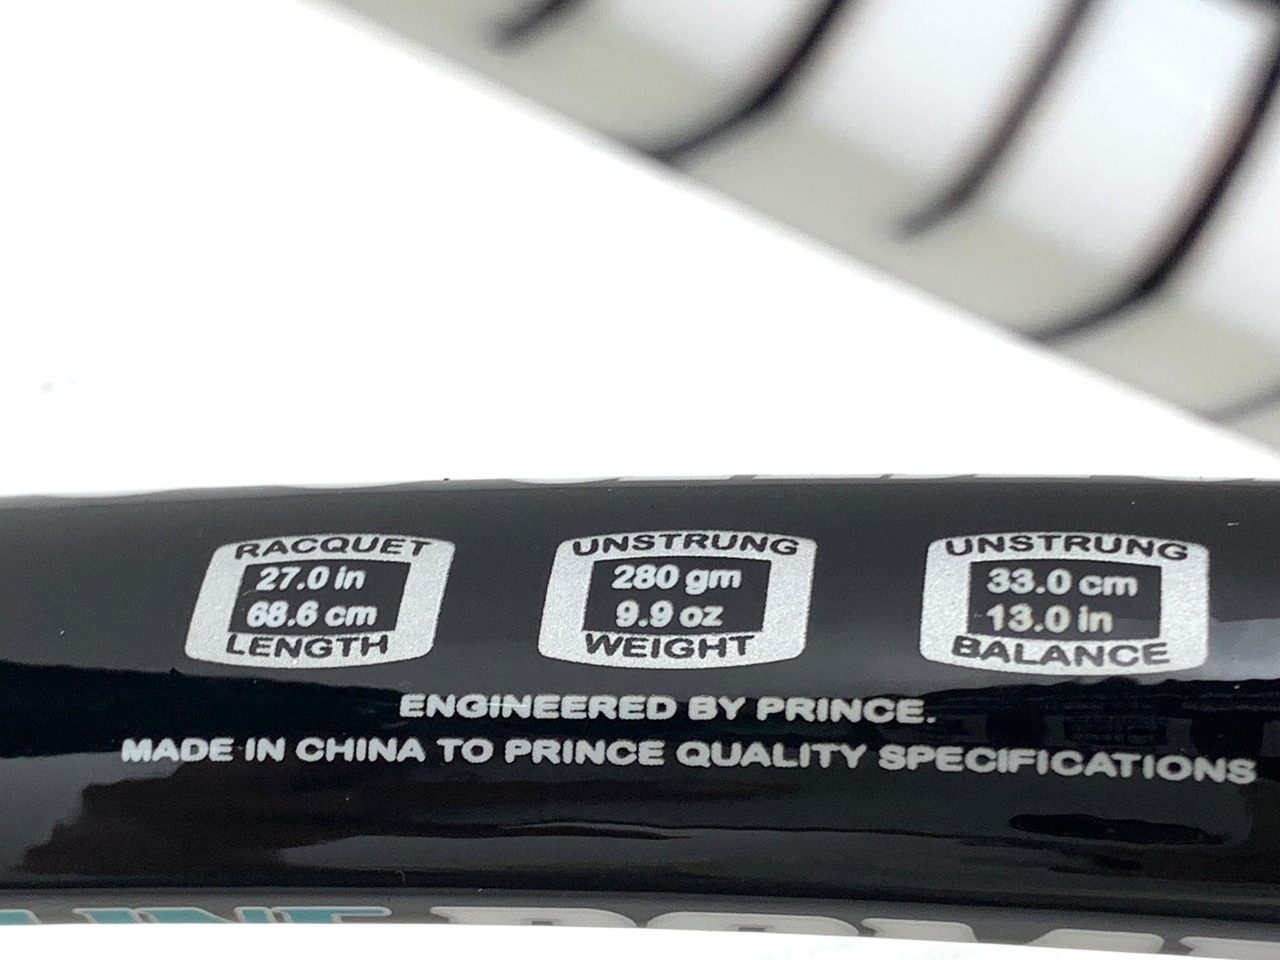 RACQUET
27.0 in
68.6 cm
LENGTH
UNSTRUNG
280 gm
9.9 oz
WEIGHT
UNSTRUNG
33.0 cm
13.0 in
BALANCE
ENGINEERED BY PRINCE.
MADE IN CHINA TO PRINCE QUALITY SPECIFICATIONS